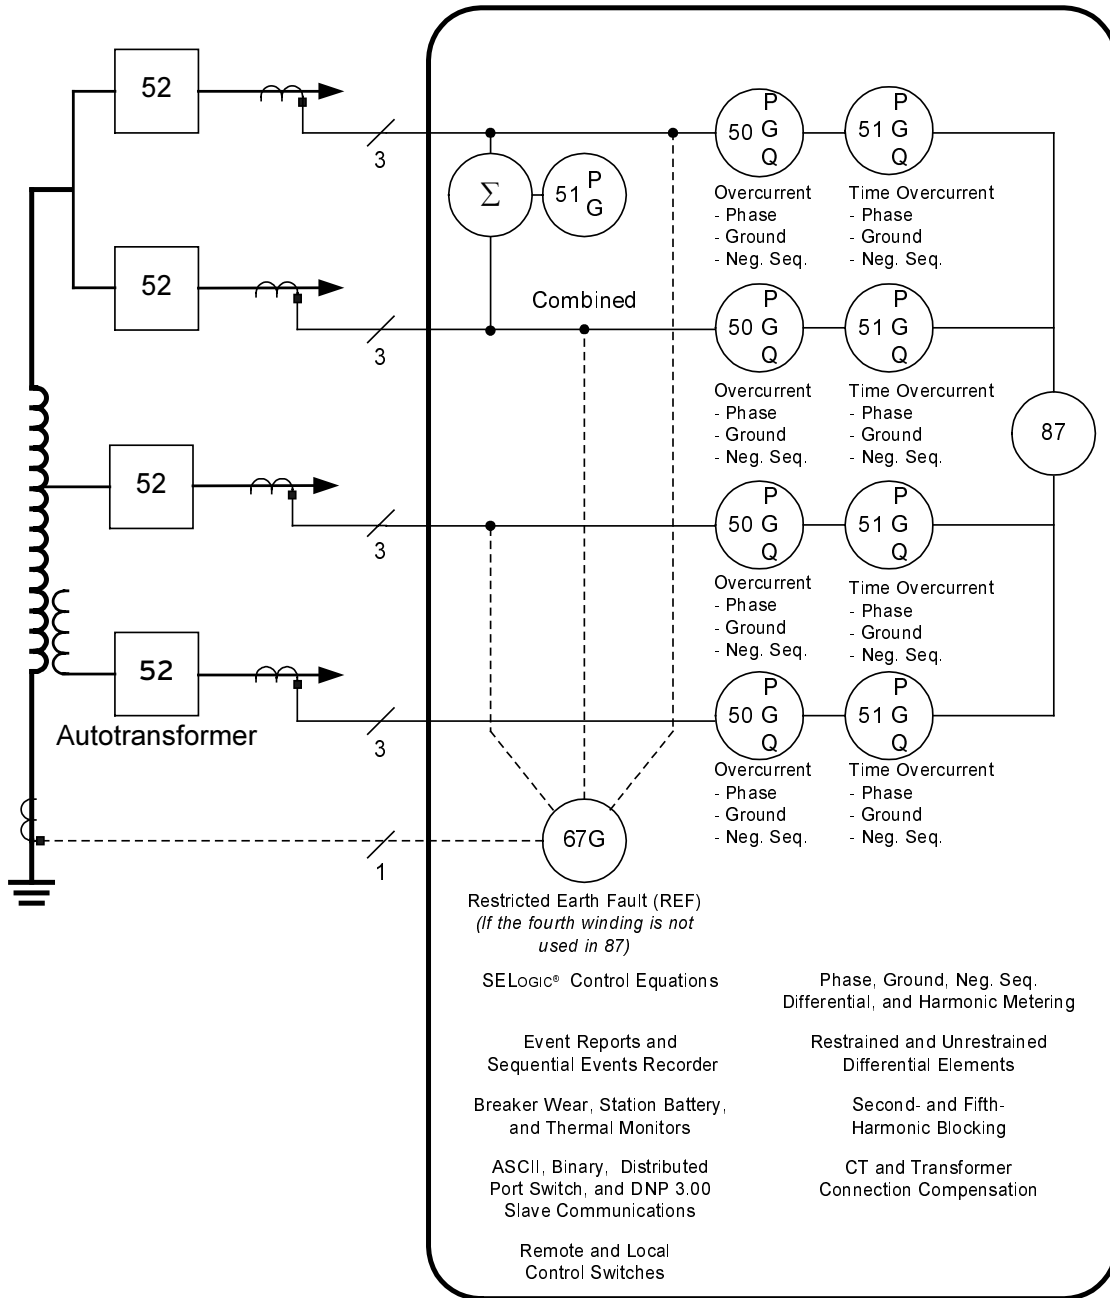 52
3
50 P G Q
51 P G Q
Σ
51 P G
Overcurrent
- Phase
- Ground
- Neg. Seq.
Time Overcurrent
- Phase
- Ground
- Neg. Seq.
52
3
Combined
50 P G Q
51 P G Q
Overcurrent
- Phase
- Ground
- Neg. Seq.
Time Overcurrent
- Phase
- Ground
- Neg. Seq.
87
52
3
50 P G Q
51 P G Q
Overcurrent
- Phase
- Ground
- Neg. Seq.
Time Overcurrent
- Phase
- Ground
- Neg. Seq.
52
Autotransformer
3
50 P G Q
51 P G Q
Overcurrent
- Phase
- Ground
- Neg. Seq.
Time Overcurrent
- Phase
- Ground
- Neg. Seq.
1
67G
Restricted Earth Fault (REF)
(If the fourth winding is not
used in 87)
SELOGIC® Control Equations
Event Reports and
Sequential Events Recorder
Breaker Wear, Station Battery,
and Thermal Monitors
ASCII, Binary, Distributed
Port Switch, and DNP 3.00
Slave Communications
Remote and Local
Control Switches
Phase, Ground, Neg. Seq.
Differential, and Harmonic Metering
Restrained and Unrestrained
Differential Elements
Second- and Fifth-
Harmonic Blocking
CT and Transformer
Connection Compensation